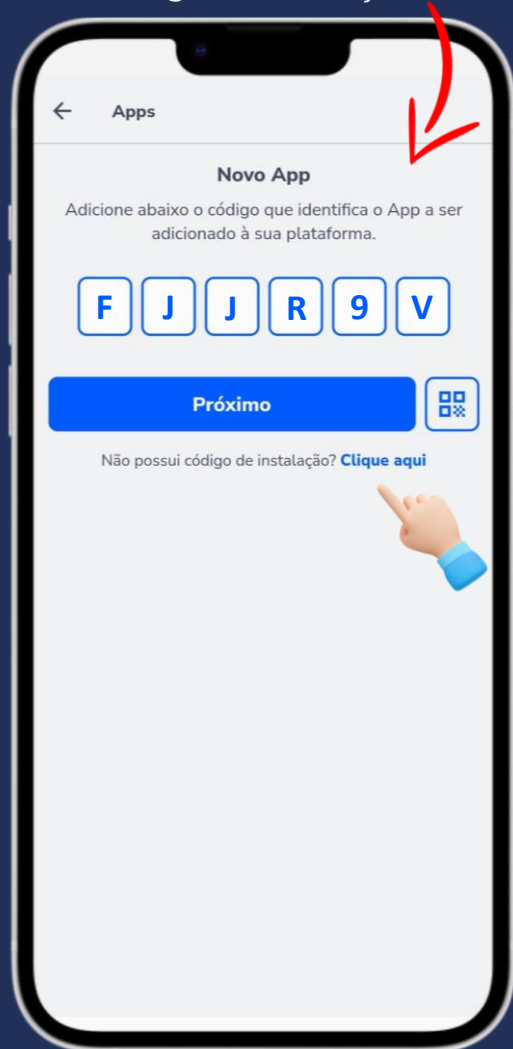 Apps
Novo App
Adicione abaixo o código que identifica o App a ser
adicionado à sua plataforma.
F J J R 9 V
Próximo
Não possui código de instalação? Clique aqui